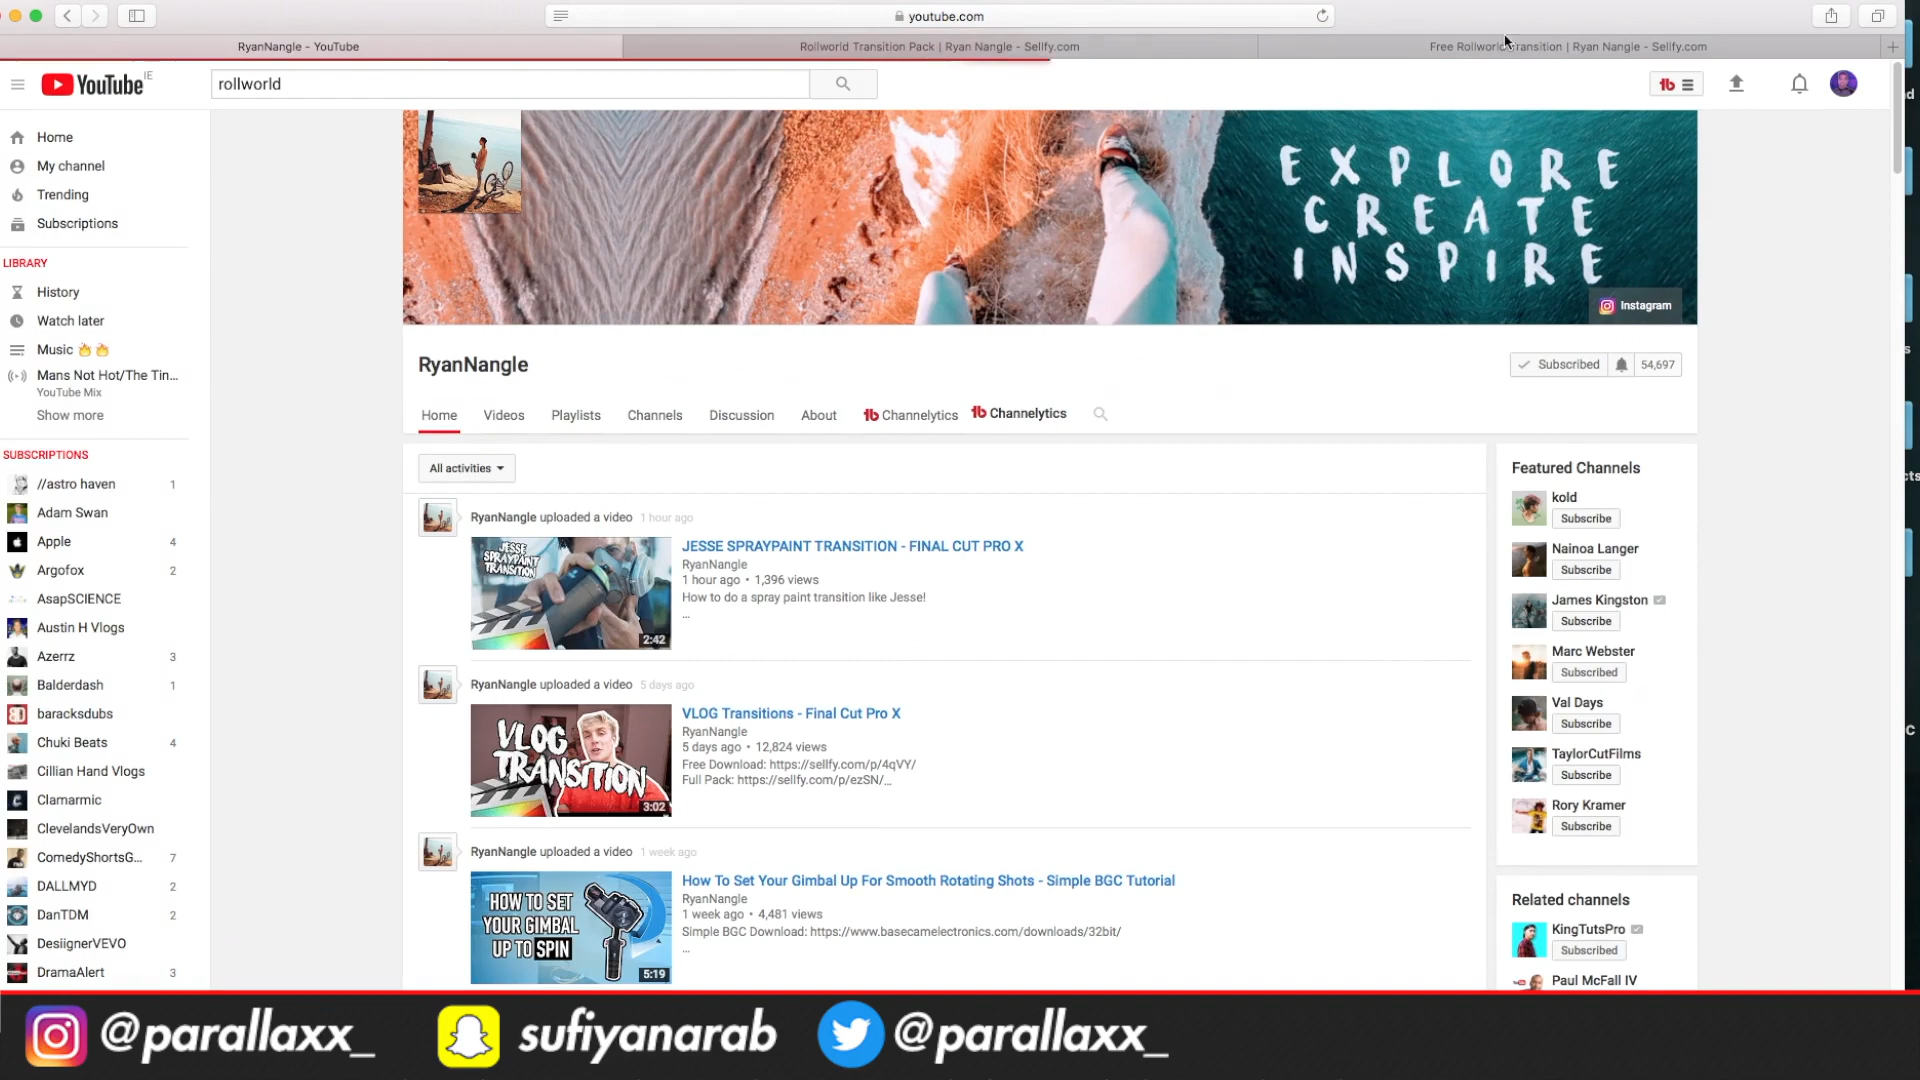 youtube.com
RyanNangle - YouTube
Rollworld Transition Pack | Ryan Nangle - Sellfy.com
Free Rollworld Transition | Ryan Nangle - Sellfy.com
YouTube IE
rollworld
Home
My channel
Trending
Subscriptions
LIBRARY
History
Watch later
Music 🔥🔥
Mans Not Hot/The Tin...
YouTube Mix
Show more
SUBSCRIPTIONS
//astro haven 1
Adam Swan
Apple 4
Argofox 2
AsapSCIENCE
Austin H Vlogs
Azerrz 3
Balderdash 1
baracksdubs
Chuki Beats 4
Cillian Hand Vlogs
Clamarmic
ClevelandsVeryOwn
ComedyShortsG... 7
DALLMYD 2
DanTDM 2
DesiignerVEVO
DramaAlert 3
EXPLORE
CREATE
INSPIRE
Instagram
RyanNangle
Subscribed 54,697
Home Videos Playlists Channels Discussion About Channelytics Channelytics
All activities
RyanNangle uploaded a video 1 hour ago
JESSE
SPRAYPAINT
TRANSITION
2:42
JESSE SPRAYPAINT TRANSITION - FINAL CUT PRO X
RyanNangle
1 hour ago • 1,396 views
How to do a spray paint transition like Jesse!
...
RyanNangle uploaded a video 5 days ago
VLOG
TRANSITION
3:02
VLOG Transitions - Final Cut Pro X
RyanNangle
5 days ago • 12,824 views
Free Download: https://sellfy.com/p/4qVY/
Full Pack: https://sellfy.com/p/ezSN/...
RyanNangle uploaded a video 1 week ago
HOW TO SET
YOUR GIMBAL
UP TO SPIN
5:19
How To Set Your Gimbal Up For Smooth Rotating Shots - Simple BGC Tutorial
RyanNangle
1 week ago • 4,481 views
Simple BGC Download: https://www.basecamelectronics.com/downloads/32bit/
...
Featured Channels
kold
Subscribe
Nainoa Langer
Subscribe
James Kingston
Subscribe
Marc Webster
Subscribed
Val Days
Subscribe
TaylorCutFilms
Subscribe
Rory Kramer
Subscribe
Related channels
KingTutsPro
Subscribed
Paul McFall IV
@parallaxx_
sufiyanarab
@parallaxx_